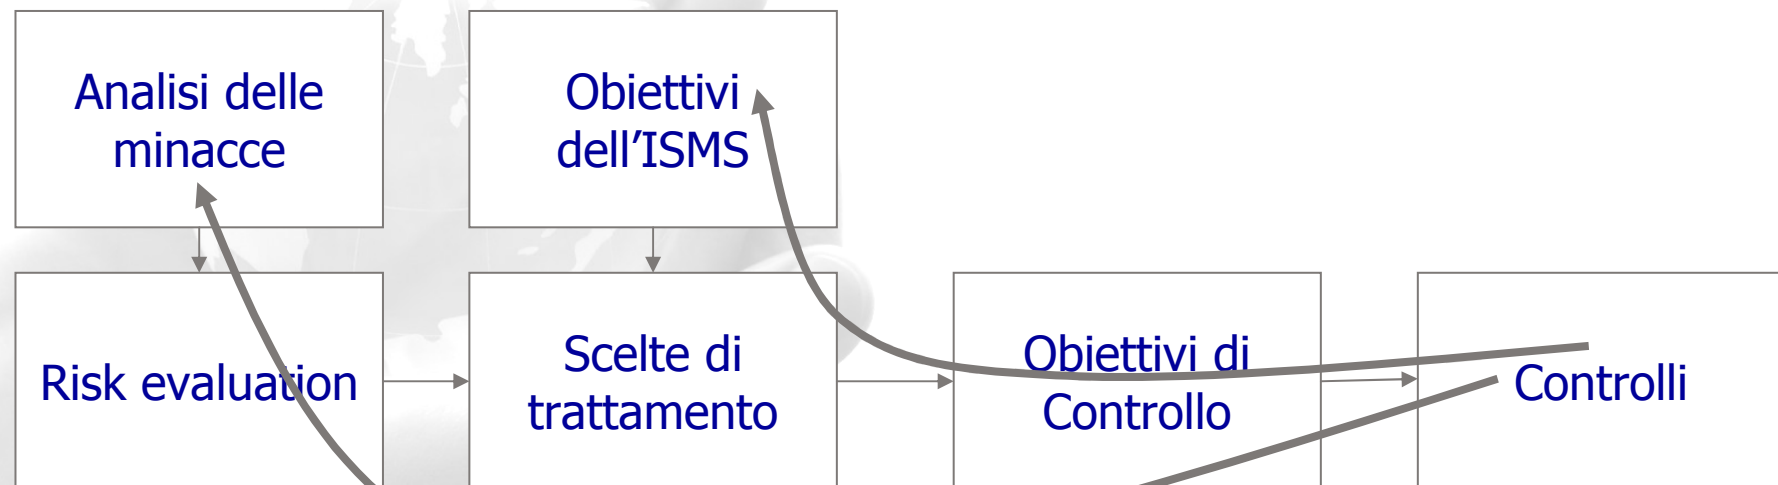 Analisi delle
minacce
Obiettivi
dell’ISMS
Risk evaluation
Scelte di
trattamento
Obiettivi di
Controllo
Controlli